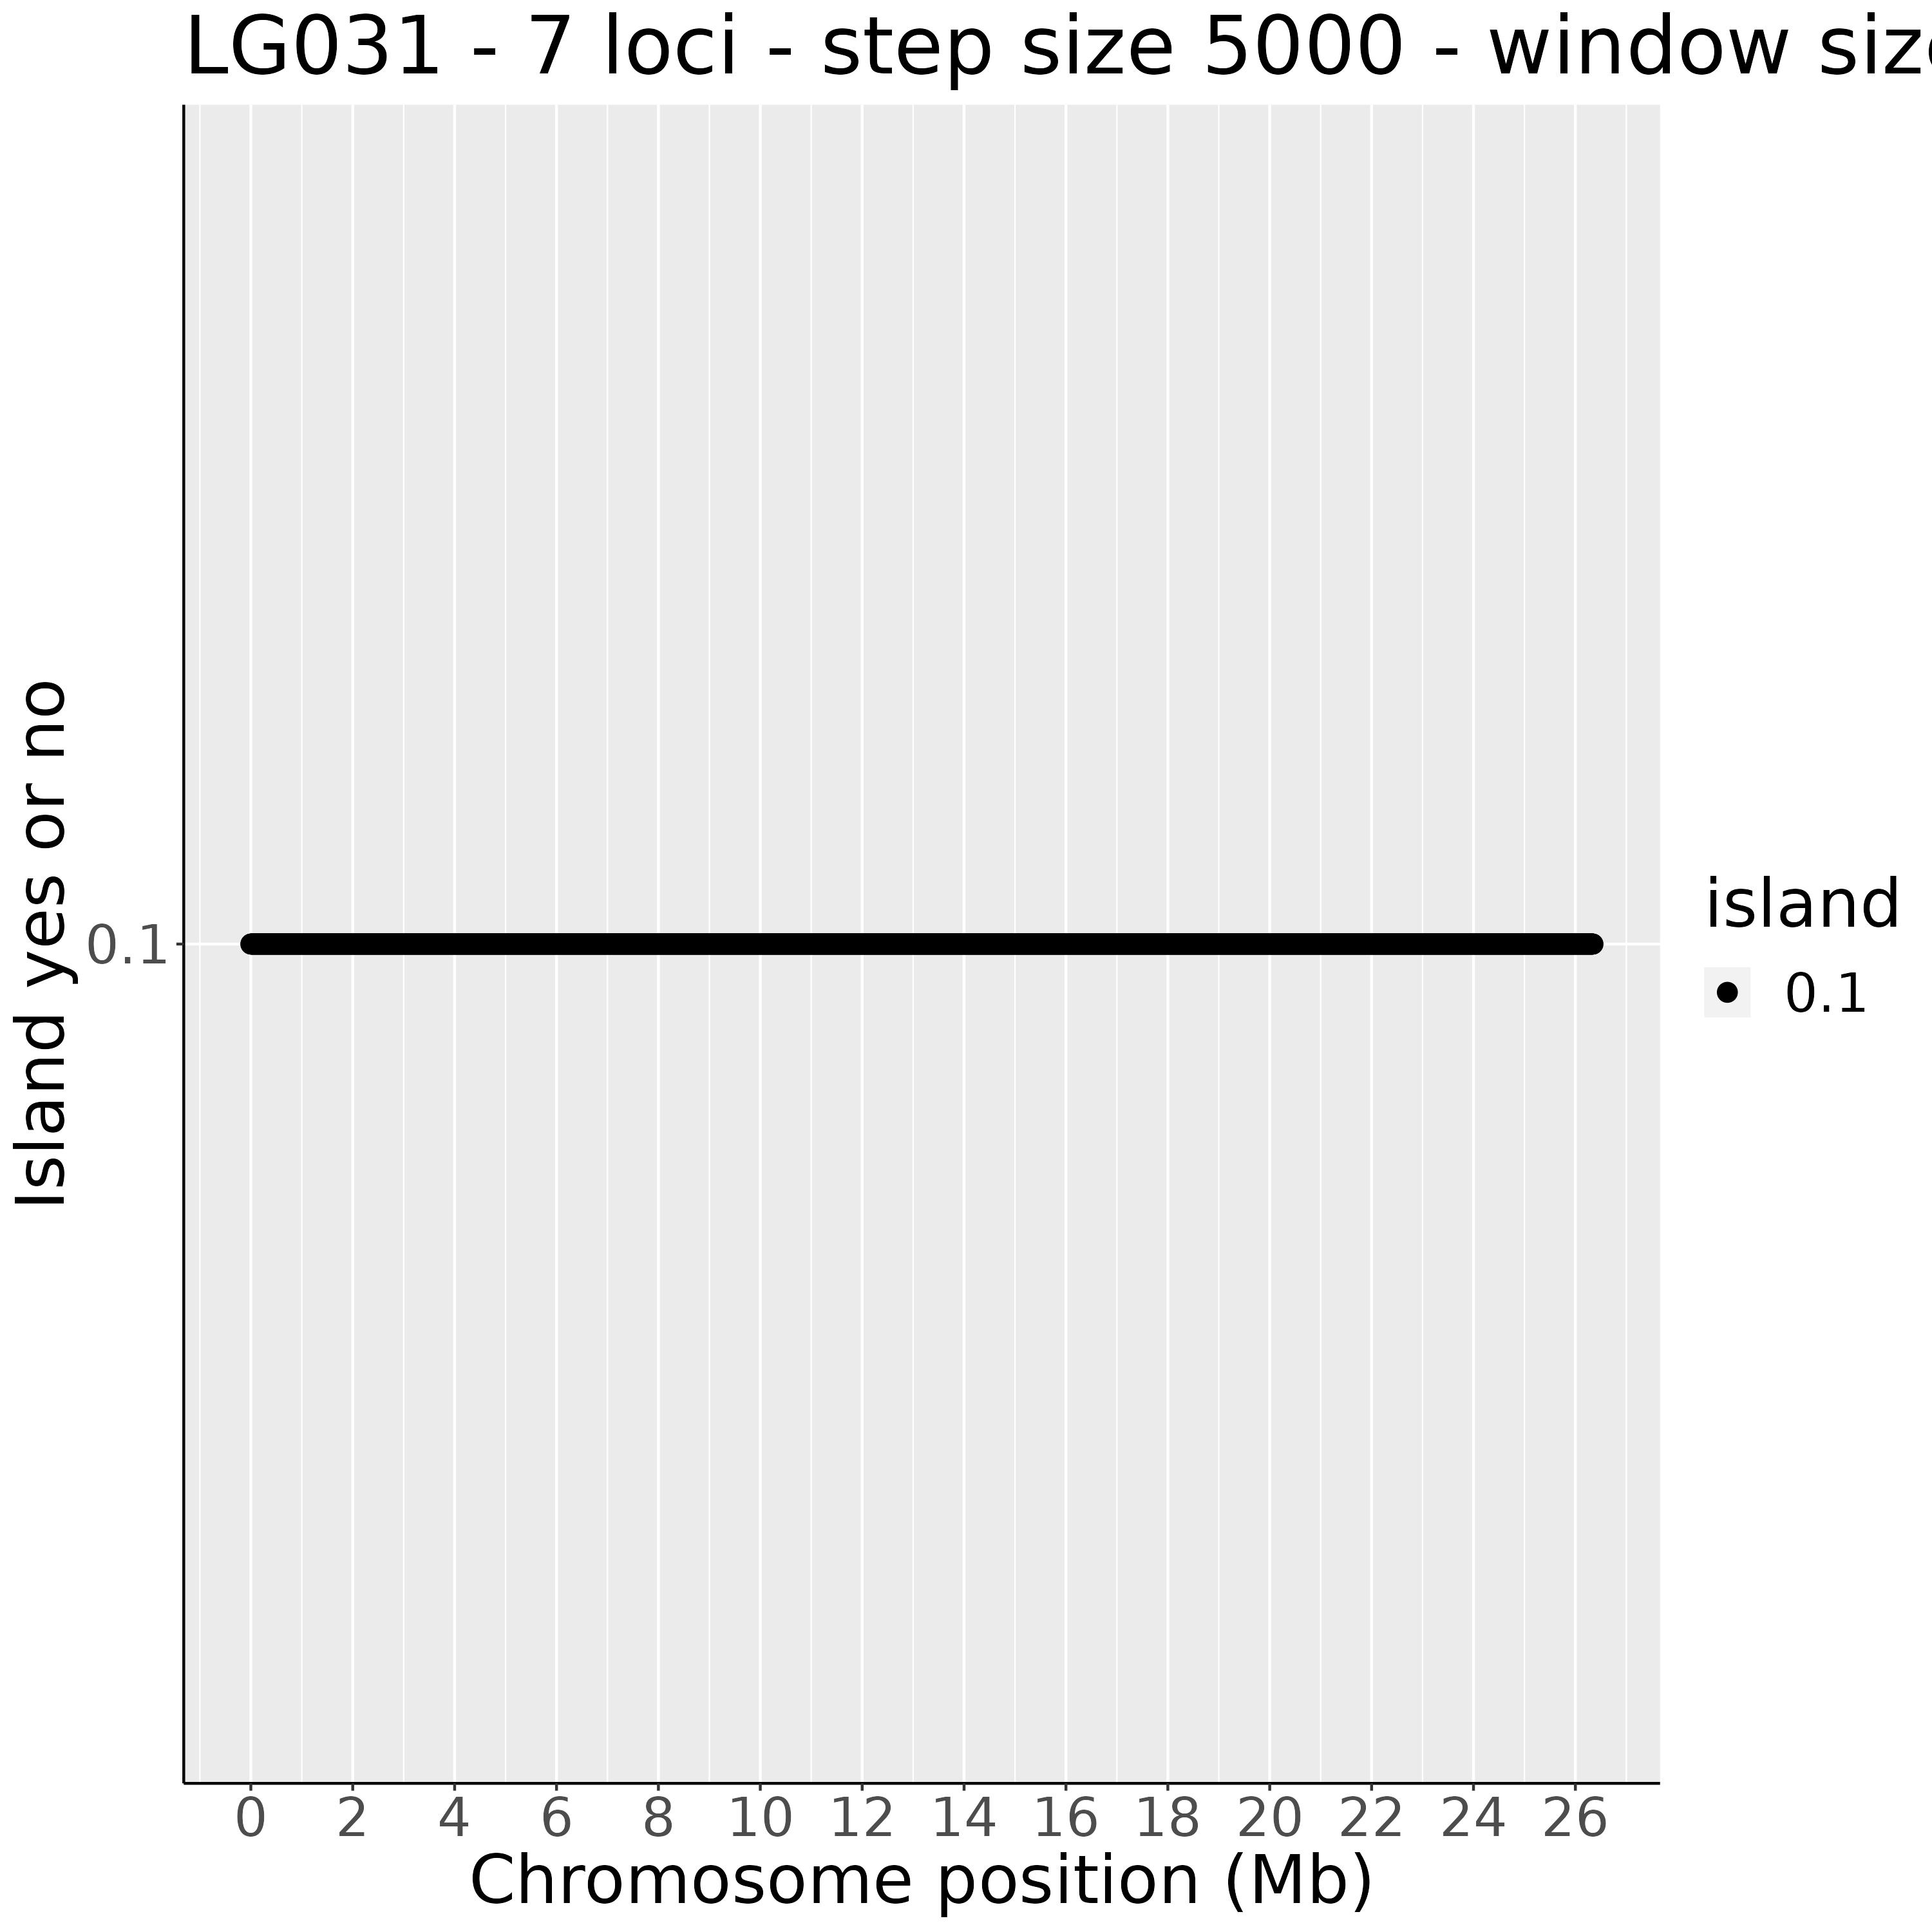 LG031 - 7 loci - step size 5000 - window size
Island yes or no
0.1
island
0.1
0 2 4 6 8 10 12 14 16 18 20 22 24 26
Chromosome position (Mb)